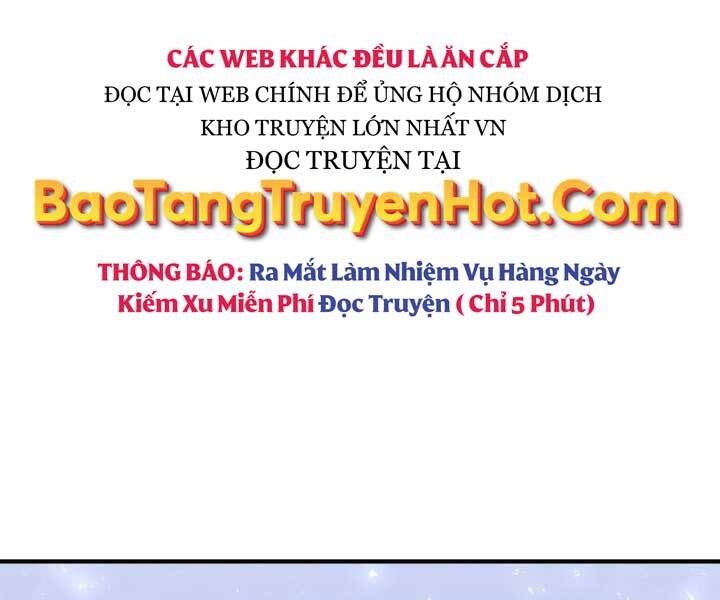 CÁC WEB KHÁC ĐỀU LÀ ĂN CẮP
ĐỌC TẠI WEB CHÍNH ĐỂ ỦNG HỘ NHÓM DỊCH
KHO TRUYỆN LỚN NHẤT VN
ĐỌC TRUYỆN TẠI
BaoTangTruyenHot.Com
THÔNG BÁO: Ra Mắt Làm Nhiệm Vụ Hàng Ngày
Kiếm Xu Miễn Phí Đọc Truyện ( Chỉ 5 Phút)